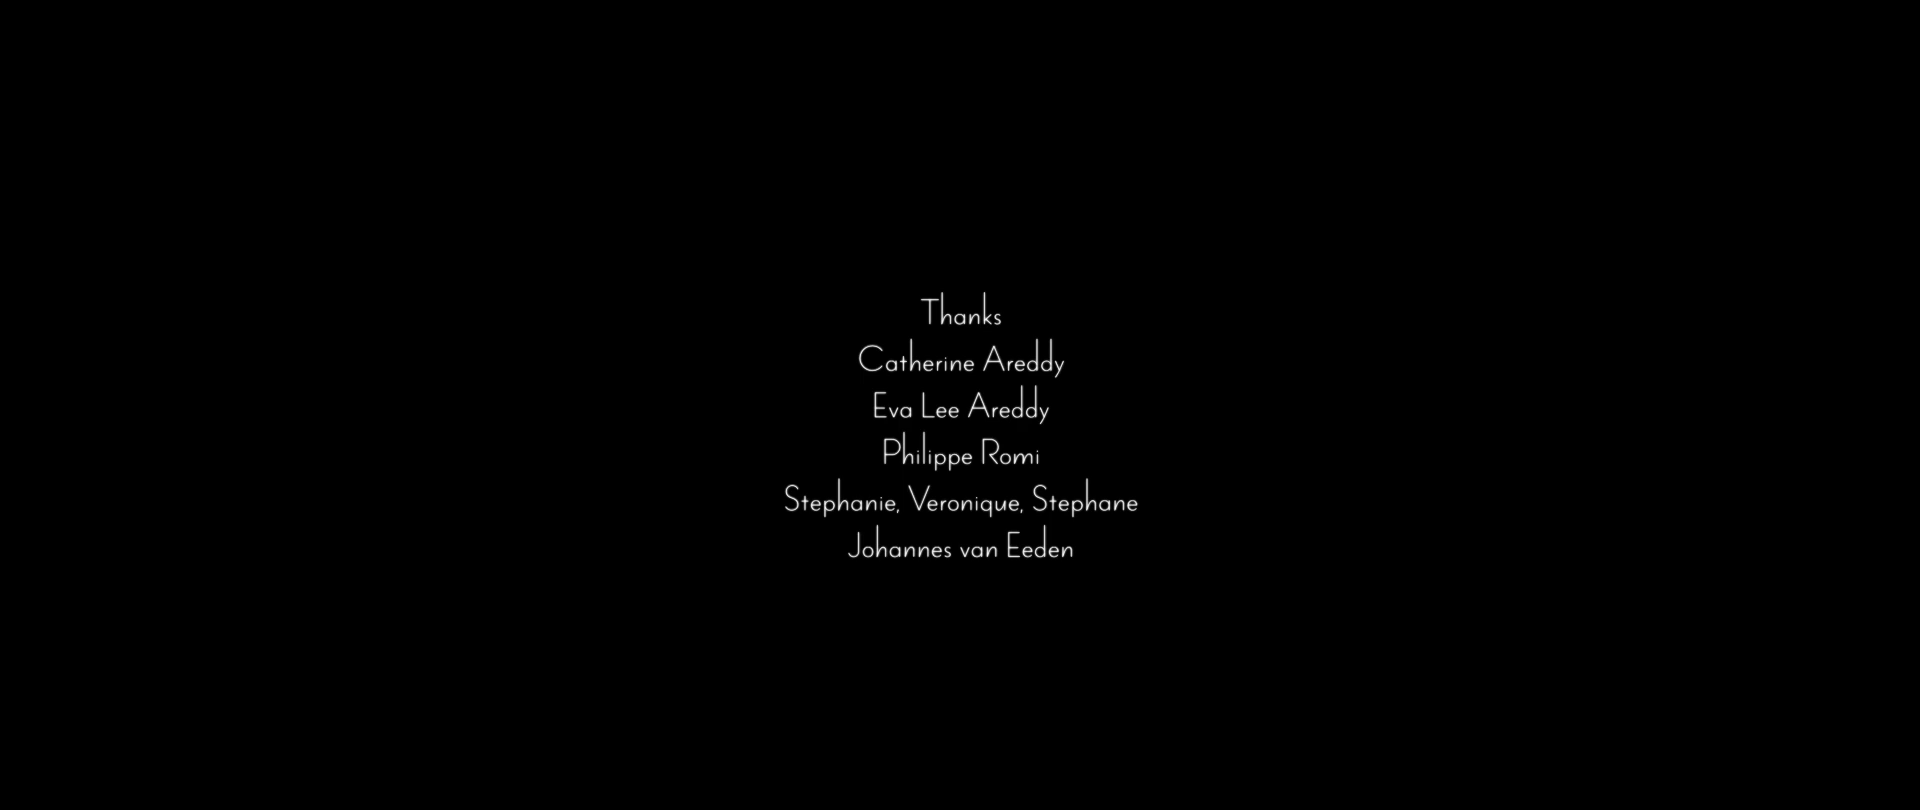 Thanks
Catherine Areddy
Eva Lee Areddy
Philippe Romi
Stephanie, Veronique, Stephane
Johannes van Eeden